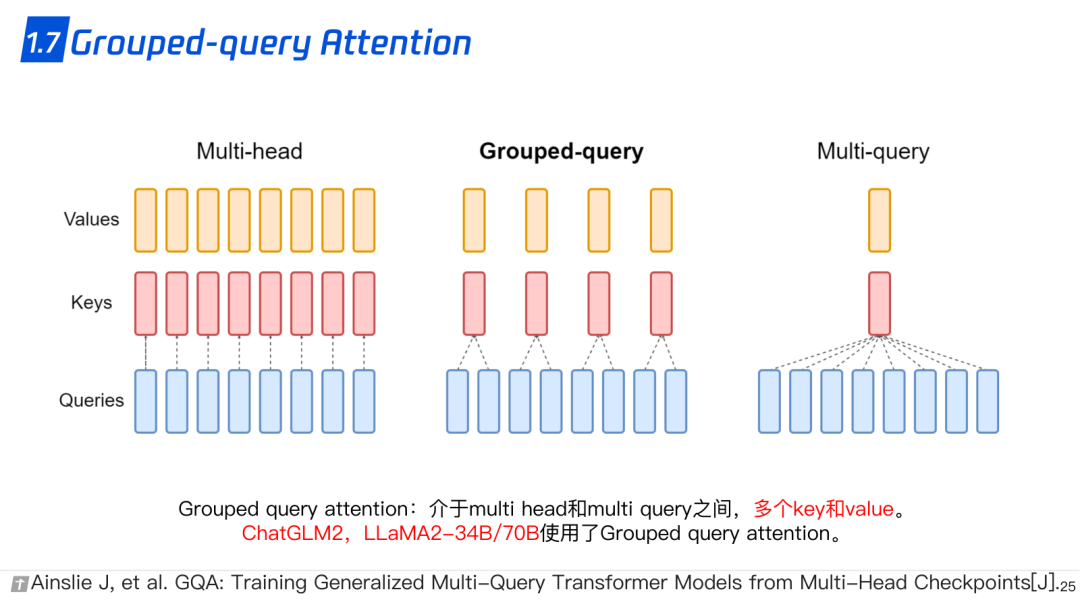 1.7 Grouped-query Attention
Multi-head Grouped-query Multi-query
Values
Keys
Queries
Grouped query attention：介于multi head和multi query之间，多个key和value。
ChatGLM2，LLaMA2-34B/70B使用了Grouped query attention。
Ainslie J, et al. GQA: Training Generalized Multi-Query Transformer Models from Multi-Head Checkpoints[J].25